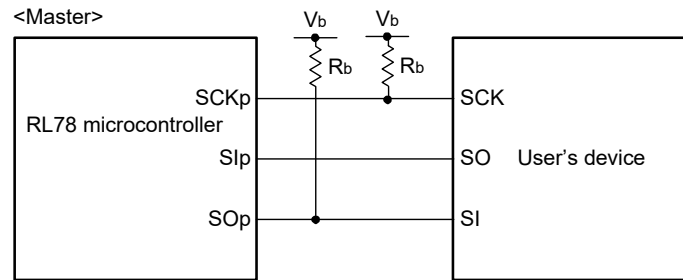 <Master>
Vb Vb
Rb Rb
SCKp SCK
RL78 microcontroller
SIp SO User's device
SOp SI